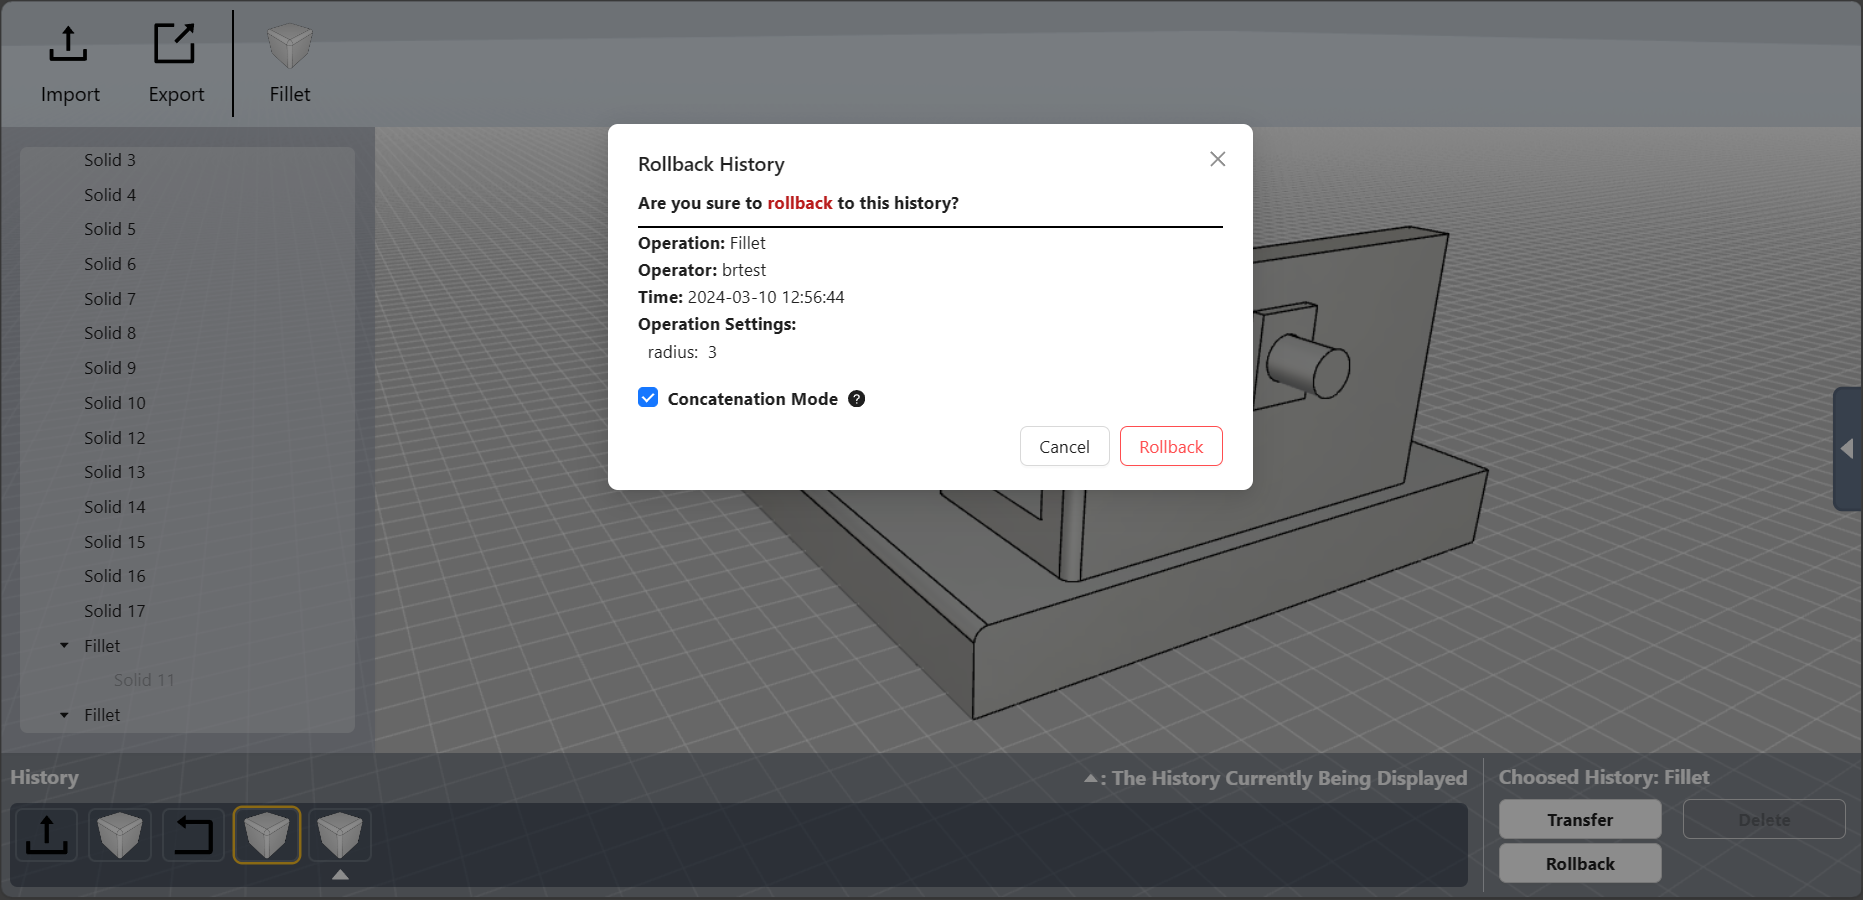 Import
Export
Fillet
Solid 3
Solid 4
Solid 5
Solid 6
Solid 7
Solid 8
Solid 9
Solid 10
Solid 12
Solid 13
Solid 14
Solid 15
Solid 16
Solid 17
Fillet
Solid 11
Fillet
Rollback History
Are you sure to rollback to this history?
Operation: Fillet
Operator: brtest
Time: 2024-03-10 12:56:44
Operation Settings:
radius: 3
Concatenation Mode ?
Cancel
Rollback
History
: The History Currently Being Displayed
Choosed History: Fillet
Transfer
Delete
Rollback